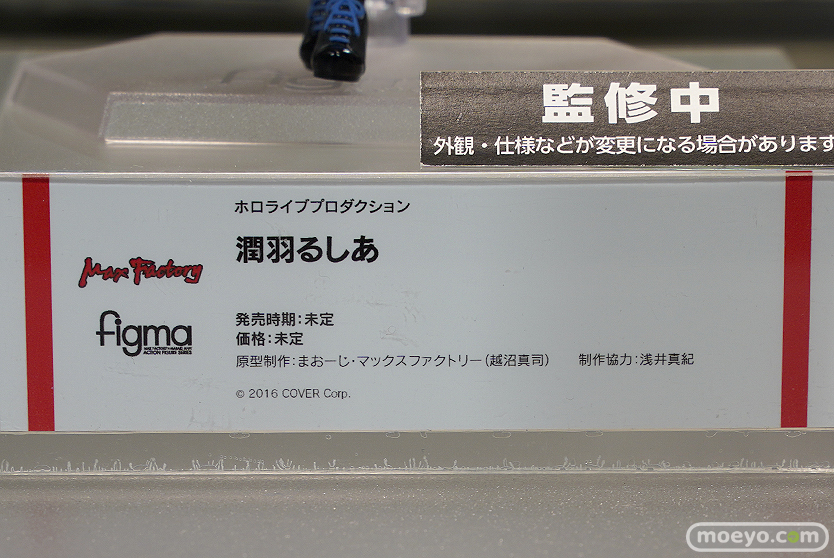 監修中
外観・仕様などが変更になる場合があります
ホロライブプロダクション
潤羽るしあ
Max Factory
figma
ACTION FIGURE SERIES
発売時期：未定
価格：未定
原型制作：まおーじ・マックスファクトリー（越沼真司） 制作協力：浅井真紀
© 2016 COVER Corp.
moeyo.com